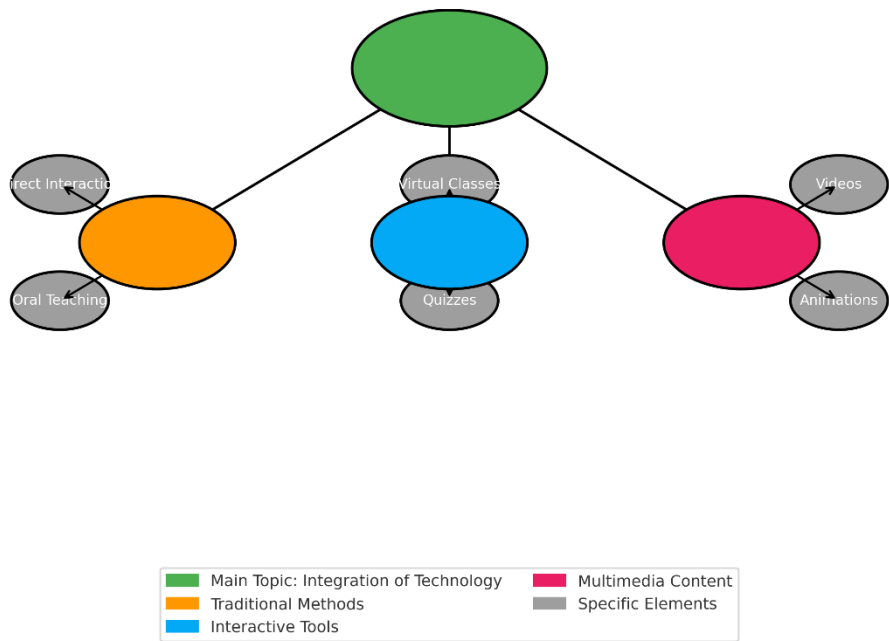 irect Interactio
Virtual Classes
Videos
Oral Teaching
Quizzes
Animations
Main Topic: Integration of Technology
Traditional Methods
Interactive Tools
Multimedia Content
Specific Elements